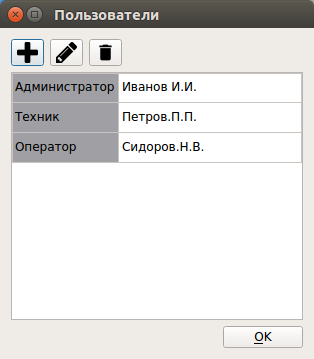 Пользователи
Администратор Иванов И.И.
Техник Петров.П.П.
Оператор Сидоров.Н.В.
OK